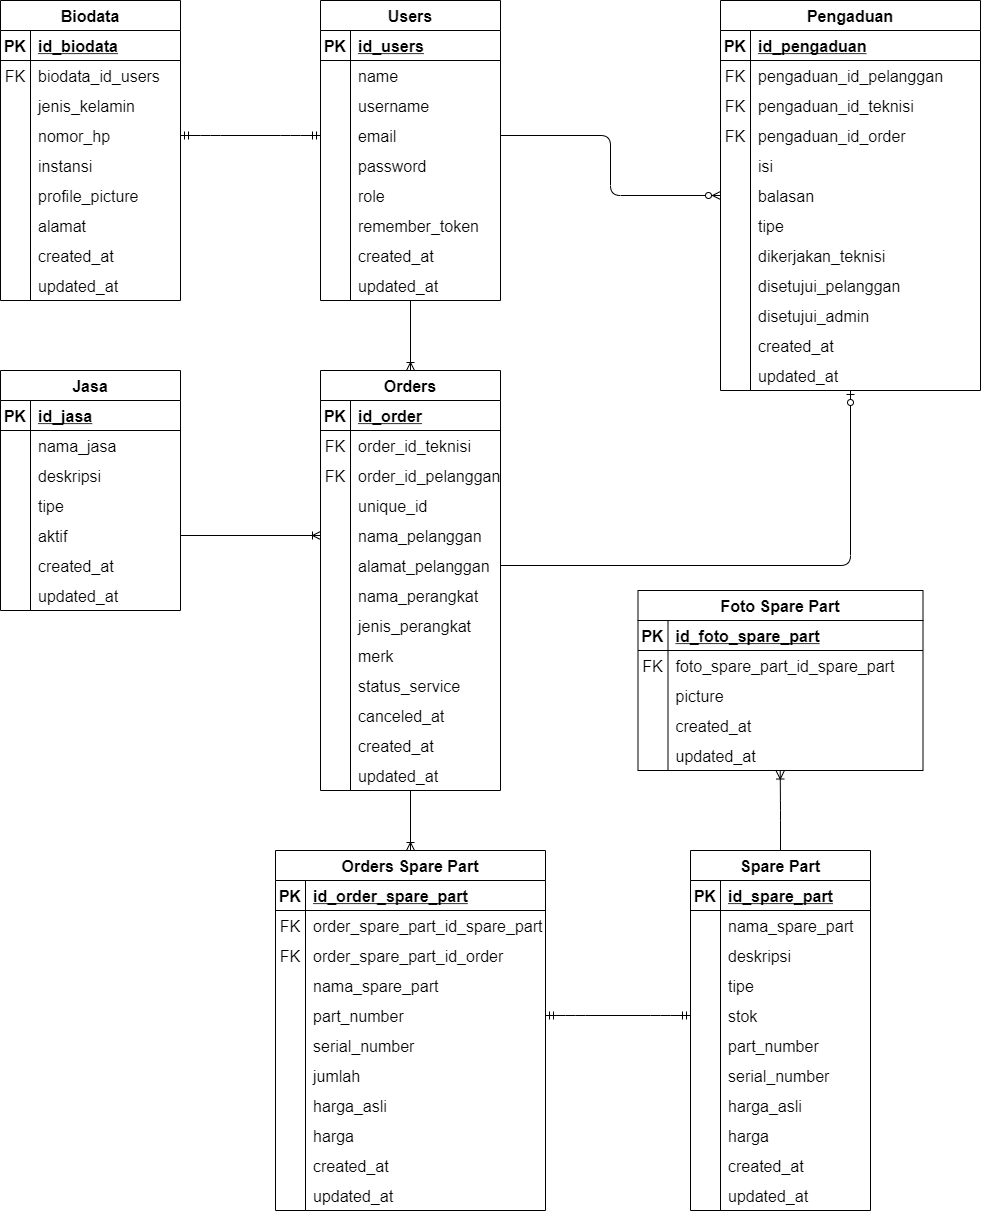 Biodata
PK id_biodata
FK biodata_id_users
jenis_kelamin
nomor_hp
instansi
profile_picture
alamat
created_at
updated_at
Users
PK id_users
name
username
email
password
role
remember_token
created_at
updated_at
Pengaduan
PK id_pengaduan
FK pengaduan_id_pelanggan
FK pengaduan_id_teknisi
FK pengaduan_id_order
isi
balasan
tipe
dikerjakan_teknisi
disetujui_pelanggan
disetujui_admin
created_at
updated_at
Jasa
PK id_jasa
nama_jasa
deskripsi
tipe
aktif
created_at
updated_at
Orders
PK id_order
FK order_id_teknisi
FK order_id_pelanggan
unique_id
nama_pelanggan
alamat_pelanggan
nama_perangkat
jenis_perangkat
merk
status_service
canceled_at
created_at
updated_at
Foto Spare Part
PK id_foto_spare_part
FK foto_spare_part_id_spare_part
picture
created_at
updated_at
Orders Spare Part
PK id_order_spare_part
FK order_spare_part_id_spare_part
FK order_spare_part_id_order
nama_spare_part
part_number
serial_number
jumlah
harga_asli
harga
created_at
updated_at
Spare Part
PK id_spare_part
nama_spare_part
deskripsi
tipe
stok
part_number
serial_number
harga_asli
harga
created_at
updated_at